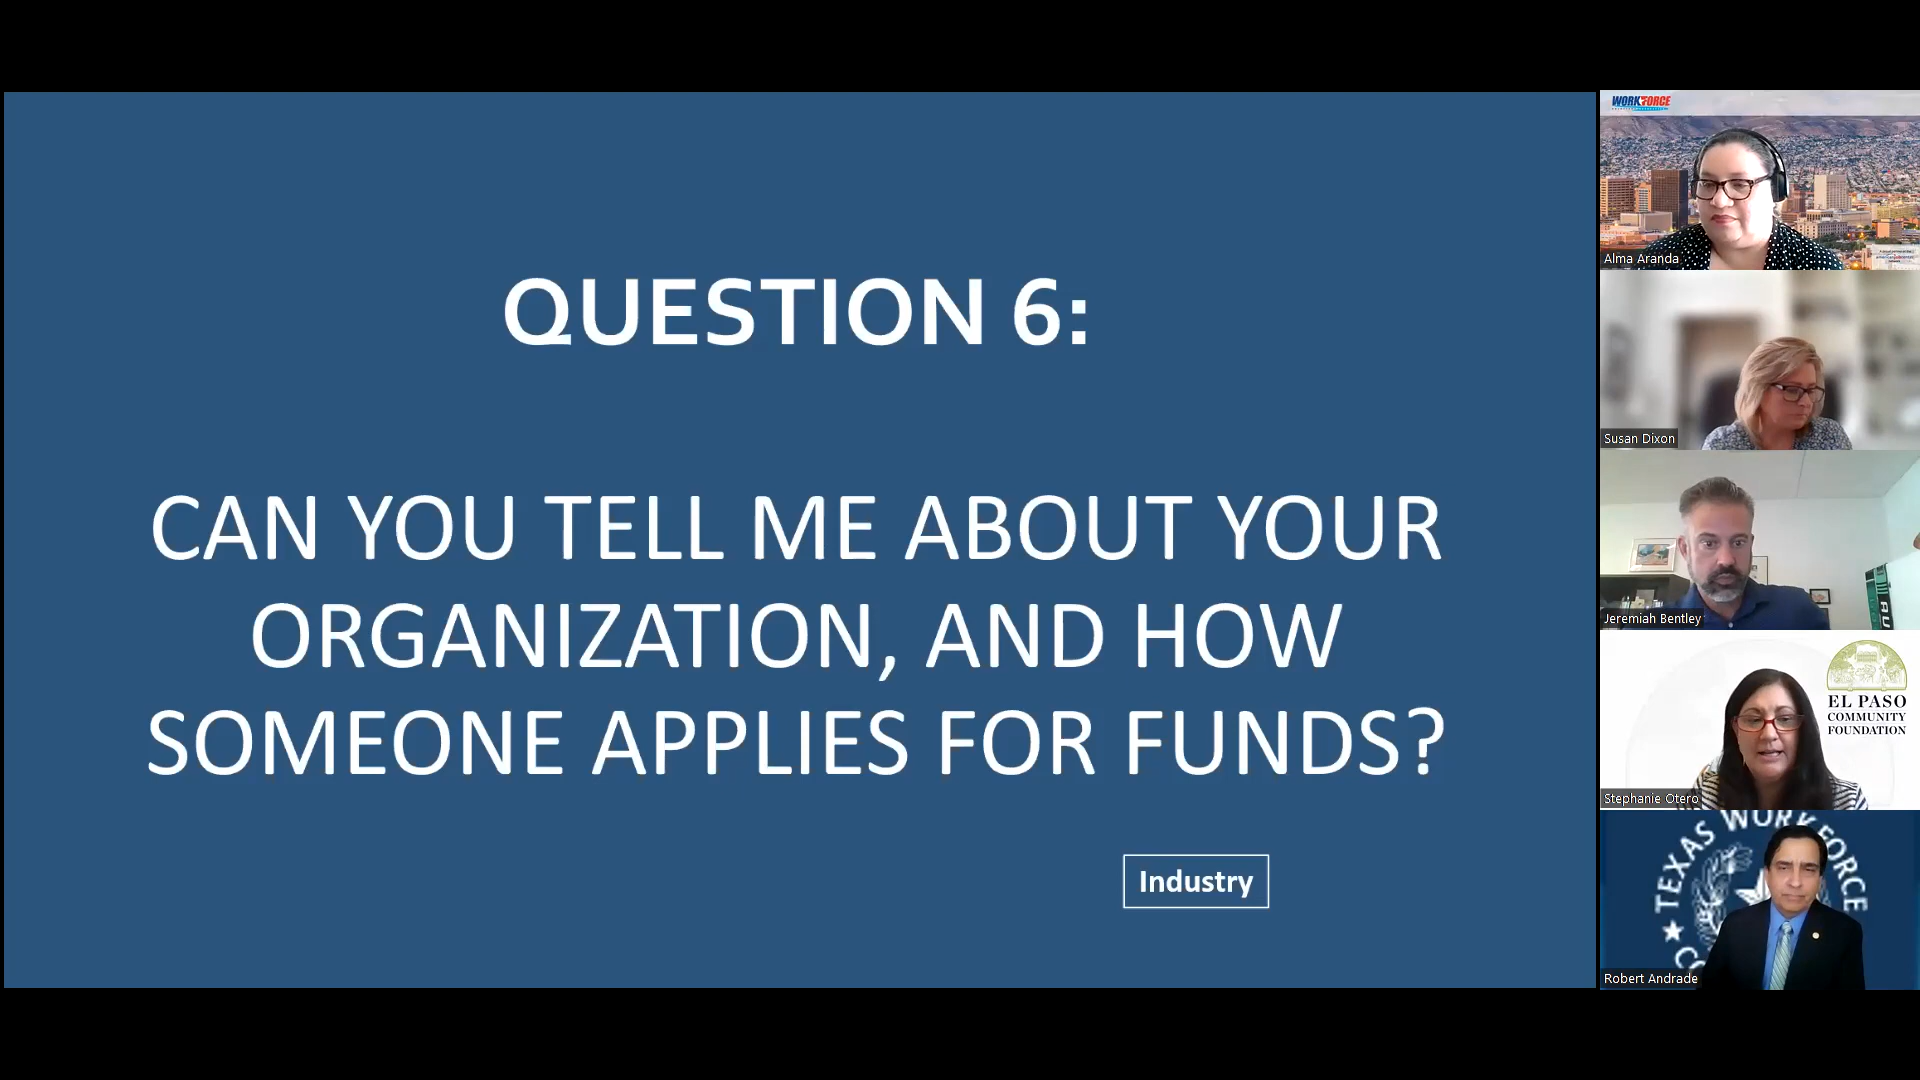 QUESTION 6:
CAN YOU TELL ME ABOUT YOUR
ORGANIZATION, AND HOW
SOMEONE APPLIES FOR FUNDS?
Industry
WORKFORCE
Alma Aranda
Susan Dixon
Jeremiah Bentley
EL PASO
COMMUNITY
FOUNDATION
Stephanie Otero
TEXAS WORKFORCE
Robert Andrade